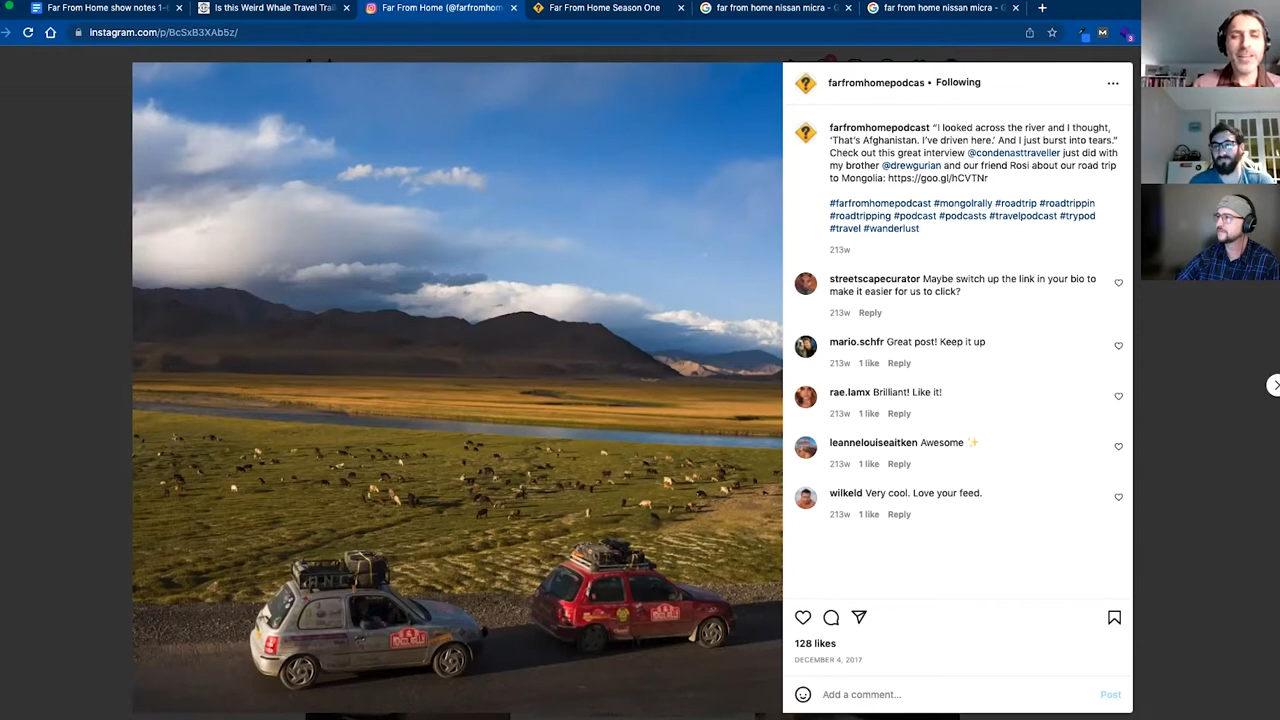 Far From Home show notes 1-6
Is this Weird Whale Travel Trail
Far From Home (@farfromhom
Far From Home Season One
far from home nissan micra - G
far from home nissan micra - G
instagram.com/p/BcSxB3XAb5z/
M
3
farfromhomepodcas • Following
farfromhomepodcast "I looked across the river and I thought,
'That's Afghanistan. I've driven here.' And I just burst into tears."
Check out this great interview @condenasttraveller just did with
my brother @drewgurian and our friend Rosi about our road trip
to Mongolia: https://goo.gl/hCVTNr
#farfromhomepodcast #mongolrally #roadtrip #roadtrippin
#roadtripping #podcast #podcasts #travelpodcast #trypod
#travel #wanderlust
213w
streetscapecurator Maybe switch up the link in your bio to
make it easier for us to click?
213w Reply
mario.schfr Great post! Keep it up
213w 1 like Reply
rae.lamx Brilliant! Like it!
213w 1 like Reply
leannelouiseaitken Awesome ✨
213w 1 like Reply
wilkeld Very cool. Love your feed.
213w 1 like Reply
128 likes
DECEMBER 4, 2017
Add a comment... Post